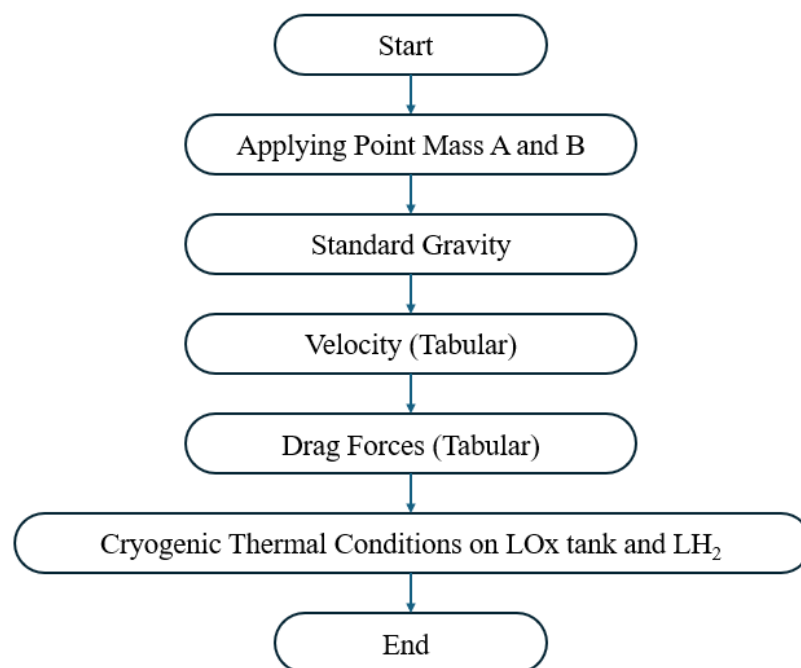 Start
Applying Point Mass A and B
Standard Gravity
Velocity (Tabular)
Drag Forces (Tabular)
Cryogenic Thermal Conditions on LOx tank and LH₂
End